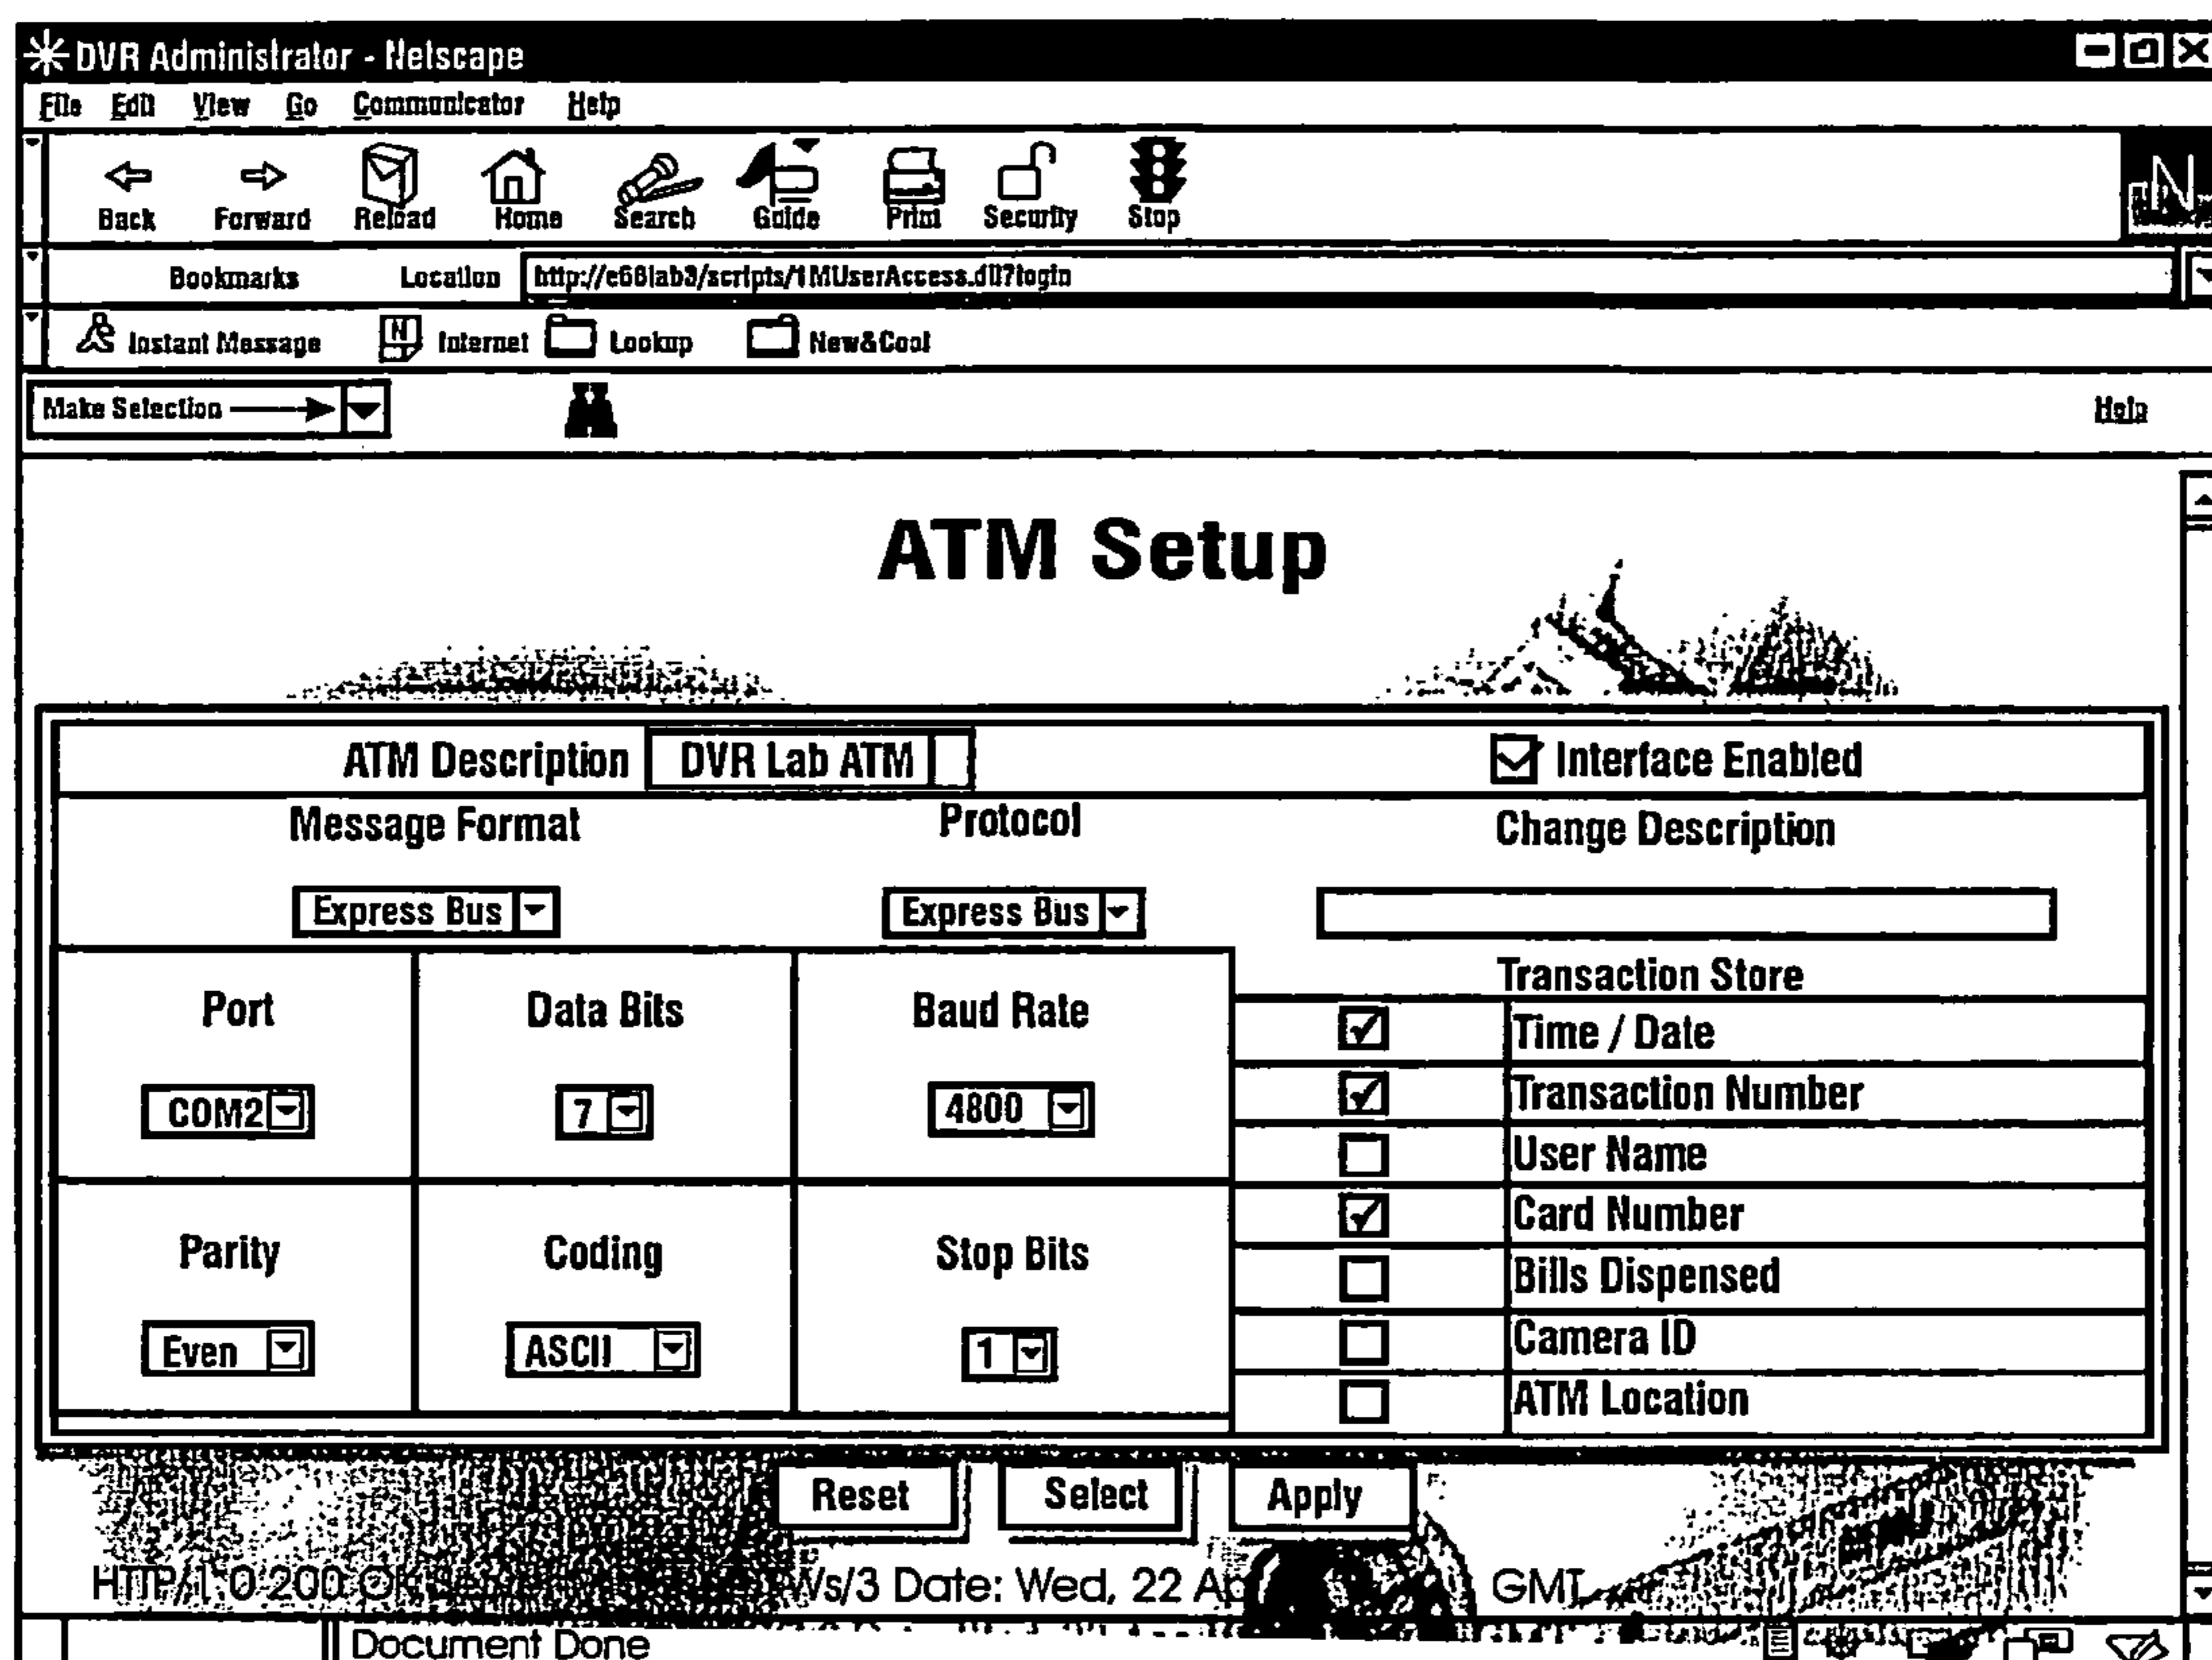 DVR Administrator - Netscape
File Edit View Go Communicator Help
Back Forward Reload Home Search Guide Print Security Stop
N
Bookmarks Location http://e68lab3/scripts/1MUserAccess.dll?login
Instant Message N Internet Lookup New&Cool
Make Selection Help
ATM Setup
ATM Description DVR Lab ATM Interface Enabled
Message Format Protocol Change Description
Express Bus Express Bus
Transaction Store
Port Data Bits Baud Rate
Time / Date
COM2 7 4800
Transaction Number
User Name
Card Number
Parity Coding Stop Bits
Bills Dispensed
Even ASCII 1
Camera ID
ATM Location
Reset Select Apply
HTTP/1.0 200 OK Ws/3 Date: Wed, 22 GMT
Document Done